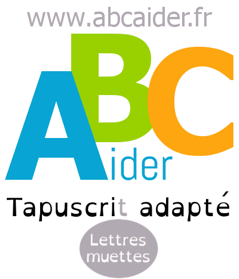 www.abcaider.fr
ABC
Aider
Tapuscrit adapté
Lettres
muettes